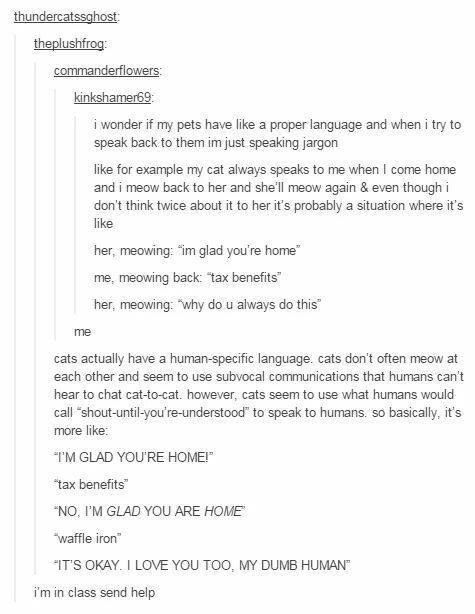 thundercatssghost:
theplushfrog:
commanderflowers:
kinkshamer69:
i wonder if my pets have like a proper language and when i try to
speak back to them im just speaking jargon
like for example my cat always speaks to me when I come home
and i meow back to her and she'll meow again & even though i
don't think twice about it to her it's probably a situation where it's
like
her, meowing: "im glad you're home"
me, meowing back: "tax benefits"
her, meowing: "why do u always do this"
me
cats actually have a human-specific language. cats don't often meow at
each other and seem to use subvocal communications that humans can't
hear to chat cat-to-cat. however, cats seem to use what humans would
call "shout-until-you're-understood" to speak to humans. so basically, it's
more like:
"I'M GLAD YOU'RE HOME!"
"tax benefits"
"NO, I'M GLAD YOU ARE HOME"
"waffle iron"
"IT'S OKAY. I LOVE YOU TOO, MY DUMB HUMAN"
i'm in class send help